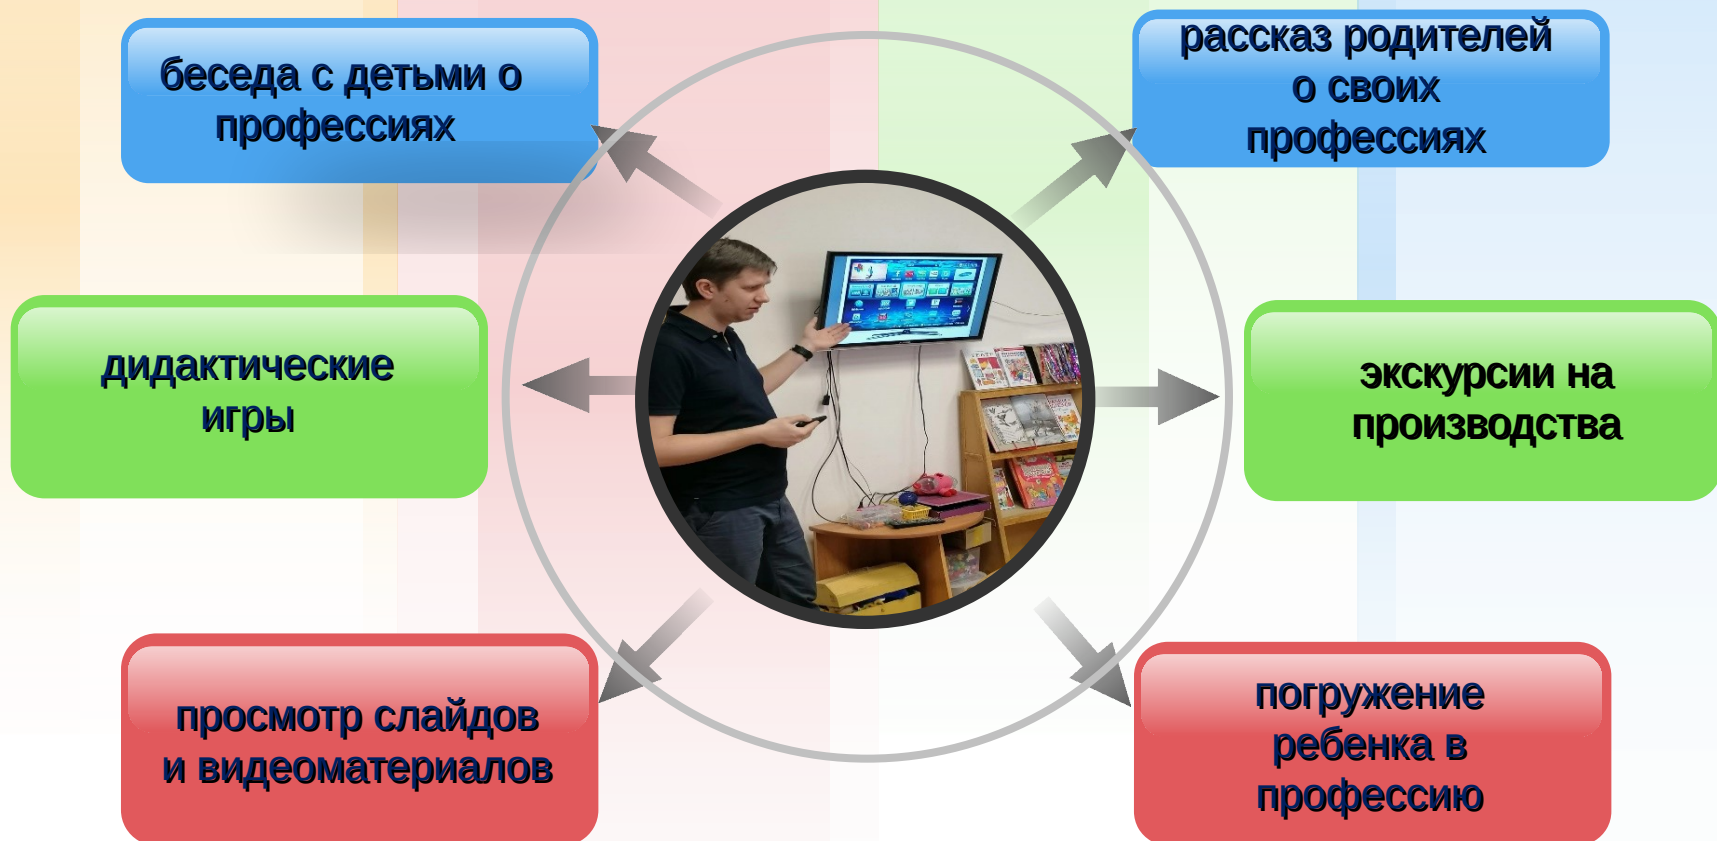 беседа с детьми о
профессиях
рассказ родителей
о своих
профессиях
дидактические
игры
экскурсии на
производства
просмотр слайдов
и видеоматериалов
погружение
ребенка в
профессию